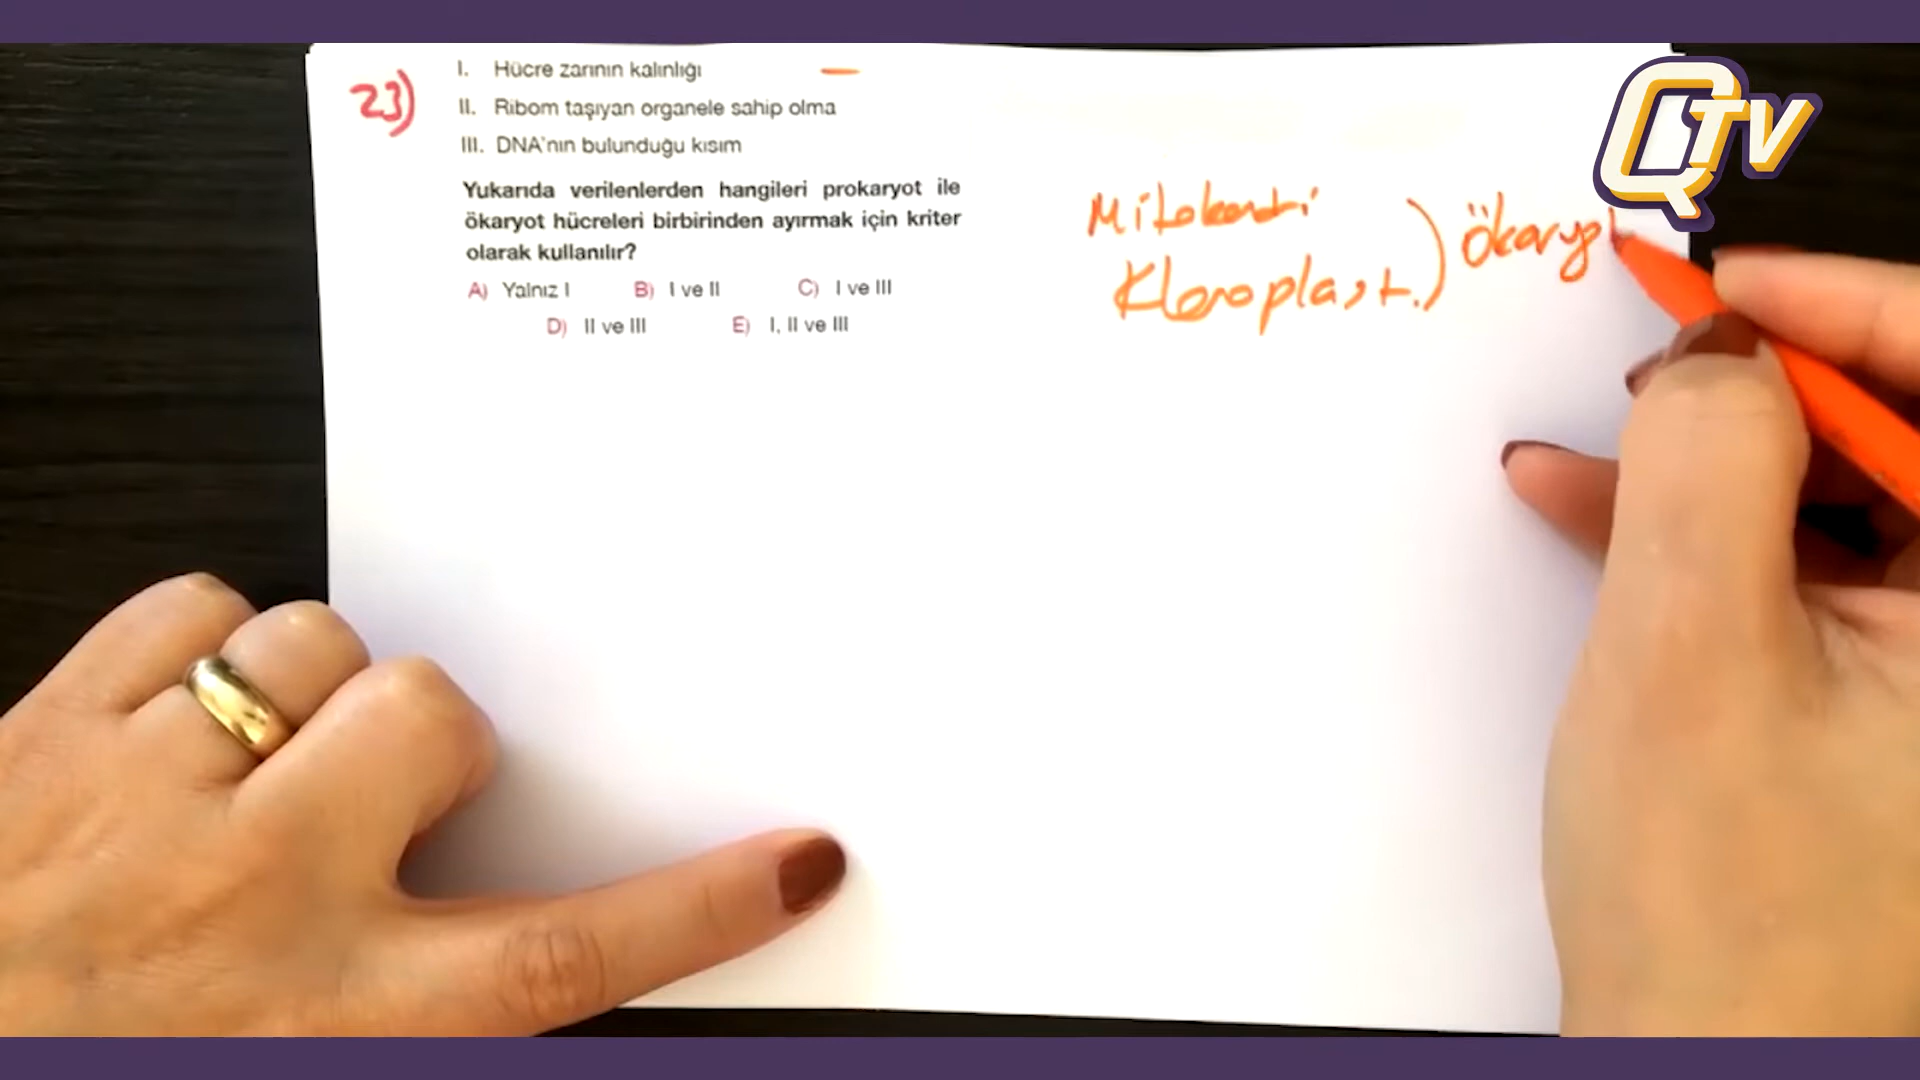 23)
I. Hücre zarının kalınlığı
II. Ribom taşıyan organele sahip olma
III. DNA'nın bulunduğu kısım
Yukarıda verilenlerden hangileri prokaryot ile
ökaryot hücreleri birbirinden ayırmak için kriter
olarak kullanılır?
A) Yalnız I B) I ve II C) I ve III
D) II ve III E) I, II ve III
Mitokondri
Kloroplast.) ökaryot
QTV